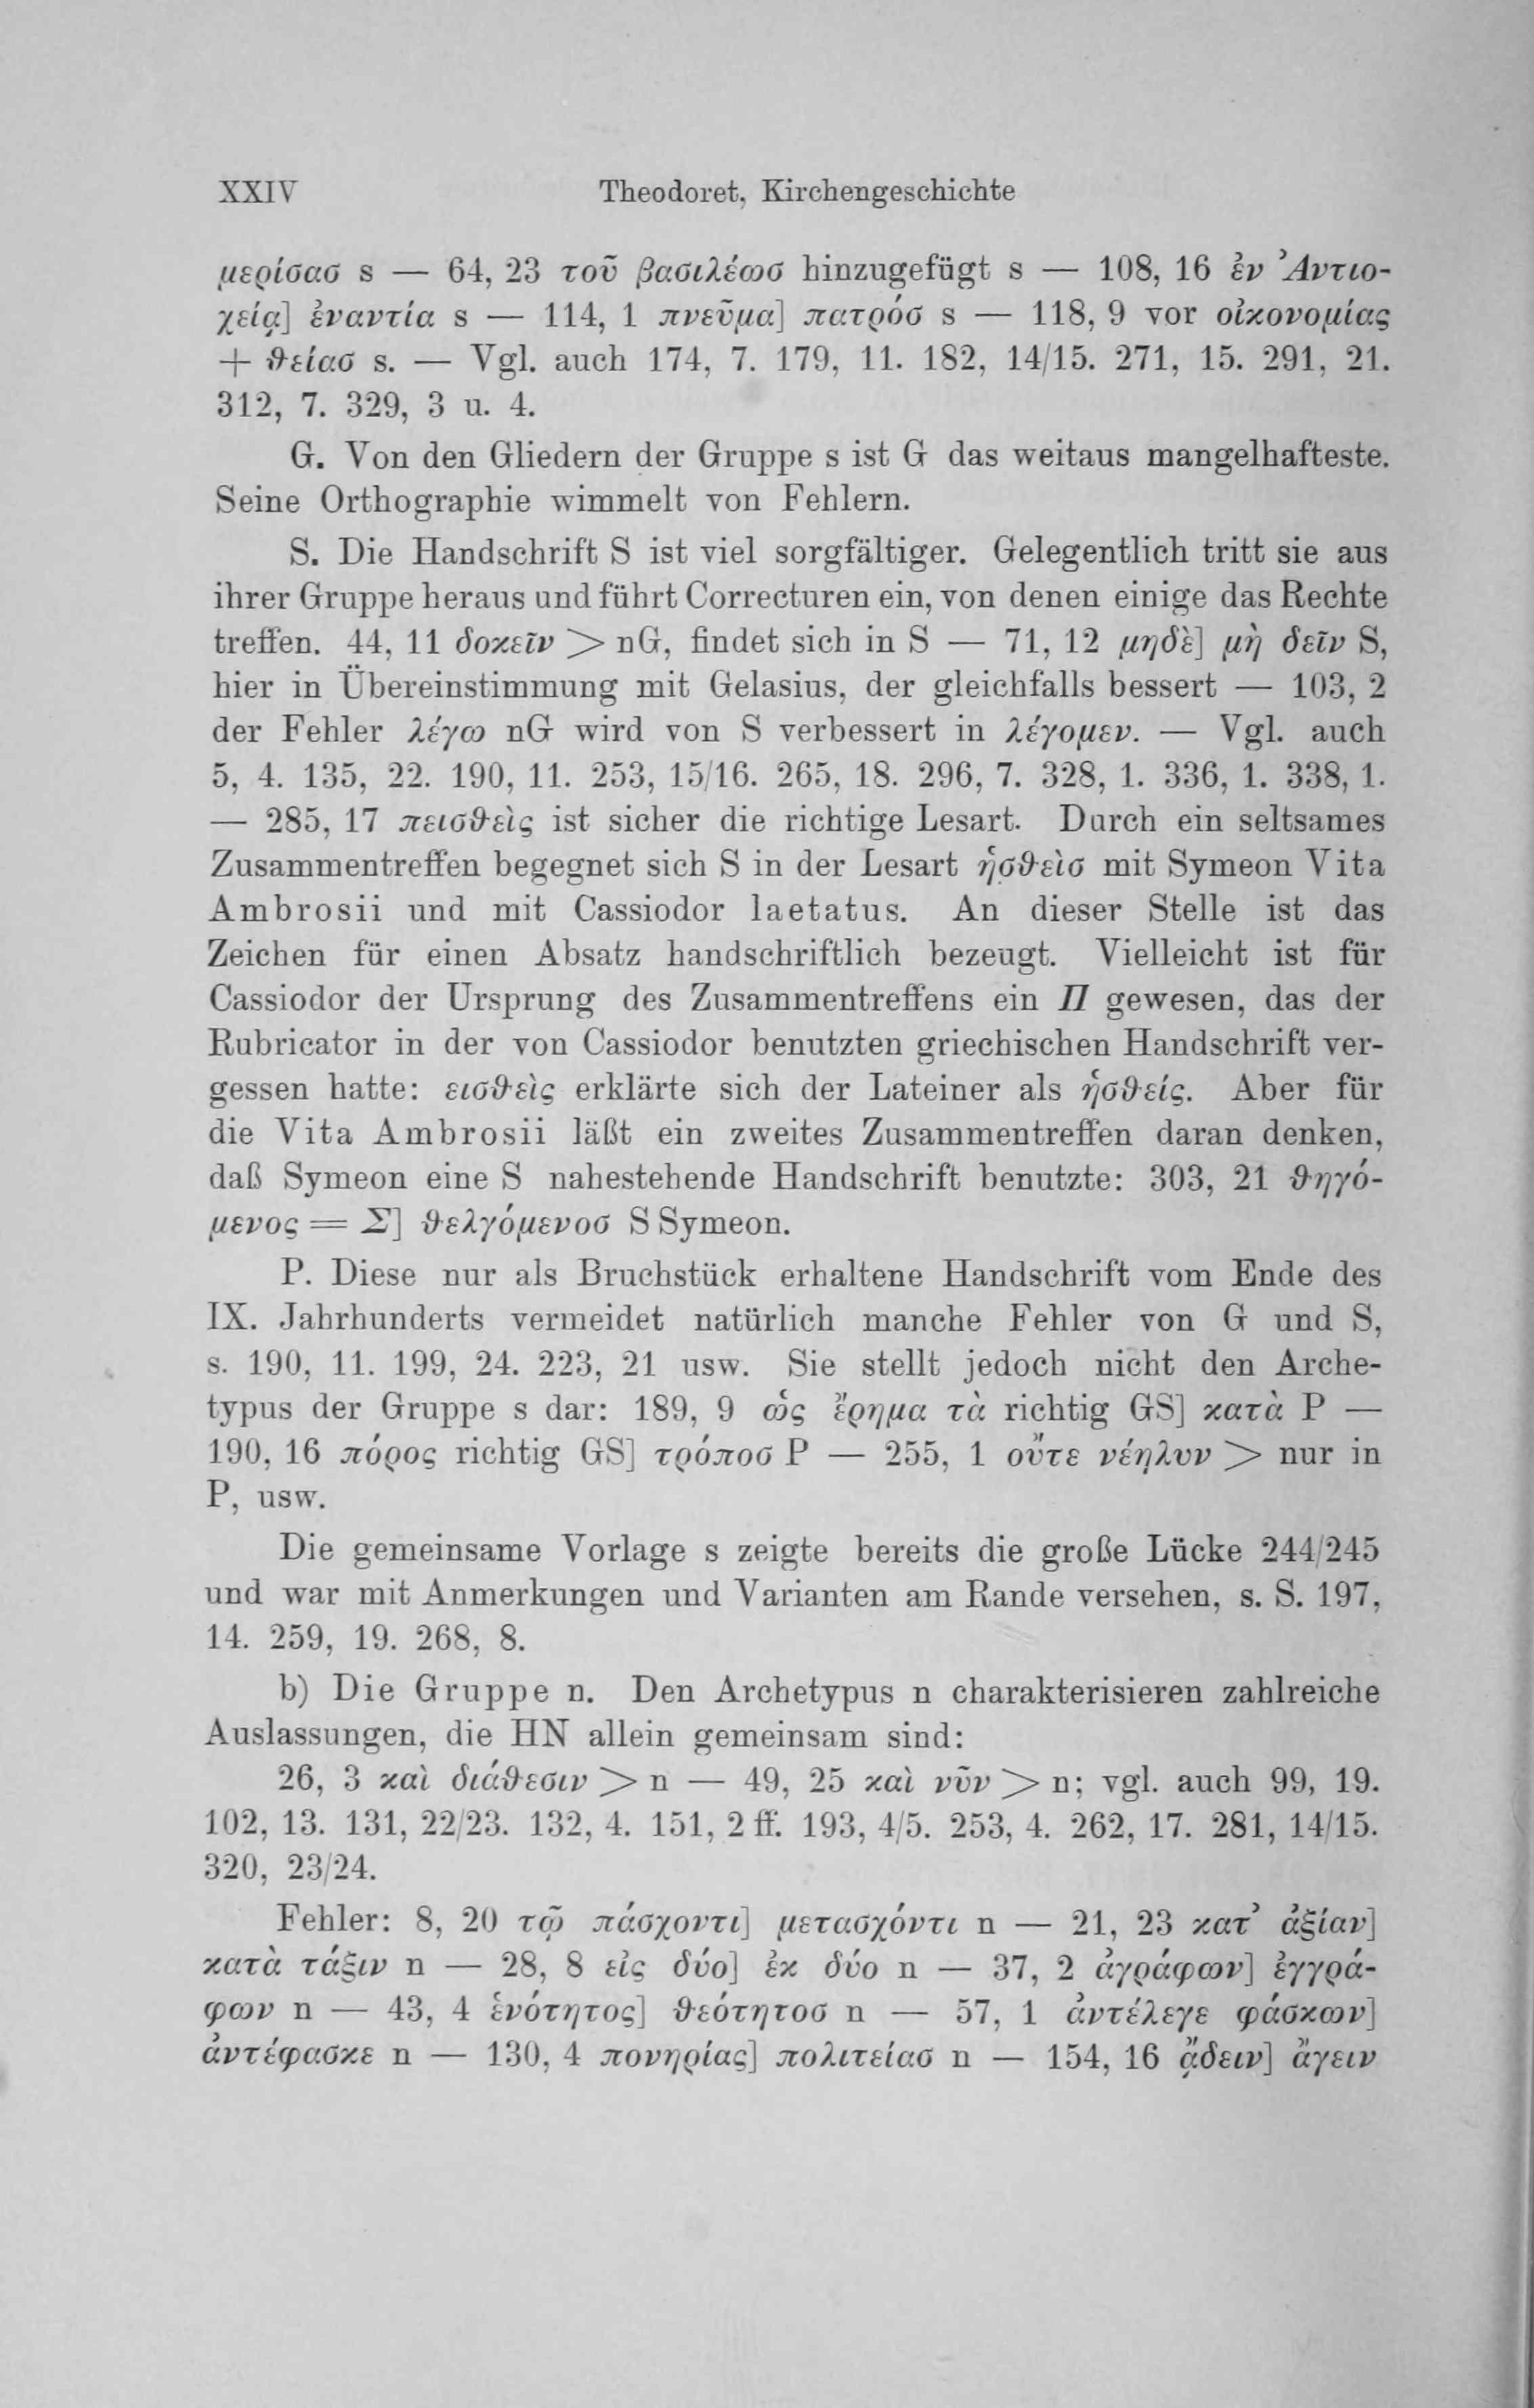 XXIV Theodoret, Kirchengeschichte
μερίσασ s — 64, 23 τοῦ βασιλέωσ hinzugefügt s — 108, 16 ἐν Ἀντιο-
χείᾳ] ἐναντία s — 114, 1 πνεῦμα] πατρόσ s — 118, 9 vor οἰκονομίας
+ θείασ s. — Vgl. auch 174, 7. 179, 11. 182, 14/15. 271, 15. 291, 21.
312, 7. 329, 3 u. 4.
G. Von den Gliedern der Gruppe s ist G das weitaus mangelhafteste.
Seine Orthographie wimmelt von Fehlern.
S. Die Handschrift S ist viel sorgfältiger. Gelegentlich tritt sie aus
ihrer Gruppe heraus und führt Correcturen ein, von denen einige das Rechte
treffen. 44, 11 δοκεῖν > nG, findet sich in S — 71, 12 μηδὲ] μὴ δεῖν S,
hier in Übereinstimmung mit Gelasius, der gleichfalls bessert — 103, 2
der Fehler λέγω nG wird von S verbessert in λέγομεν. — Vgl. auch
5, 4. 135, 22. 190, 11. 253, 15/16. 265, 18. 296, 7. 328, 1. 336, 1. 338, 1.
— 285, 17 πεισθεὶς ist sicher die richtige Lesart. Durch ein seltsames
Zusammentreffen begegnet sich S in der Lesart ἡσθεὶσ mit Symeon Vita
Ambrosii und mit Cassiodor laetatus. An dieser Stelle ist das
Zeichen für einen Absatz handschriftlich bezeugt. Vielleicht ist für
Cassiodor der Ursprung des Zusammentreffens ein Π gewesen, das der
Rubricator in der von Cassiodor benutzten griechischen Handschrift ver-
gessen hatte: εισθεὶς erklärte sich der Lateiner als ἡσθείς. Aber für
die Vita Ambrosii läßt ein zweites Zusammentreffen daran denken,
daß Symeon eine S nahestehende Handschrift benutzte: 303, 21 θηγό-
μενος = Σ] θελγόμενοσ S Symeon.
P. Diese nur als Bruchstück erhaltene Handschrift vom Ende des
IX. Jahrhunderts vermeidet natürlich manche Fehler von G und S,
s. 190, 11. 199, 24. 223, 21 usw. Sie stellt jedoch nicht den Arche-
typus der Gruppe s dar: 189, 9 ὡς ἔρημα τὰ richtig GS] κατὰ P —
190, 16 πόρος richtig GS] τρόποσ P — 255, 1 οὔτε νέηλυν > nur in
P, usw.
Die gemeinsame Vorlage s zeigte bereits die große Lücke 244/245
und war mit Anmerkungen und Varianten am Rande versehen, s. S. 197,
14. 259, 19. 268, 8.
b) Die Gruppe n. Den Archetypus n charakterisieren zahlreiche
Auslassungen, die HN allein gemeinsam sind:
26, 3 καὶ διάθεσιν > n — 49, 25 καὶ νῦν > n; vgl. auch 99, 19.
102, 13. 131, 22/23. 132, 4. 151, 2 ff. 193, 4/5. 253, 4. 262, 17. 281, 14/15.
320, 23/24.
Fehler: 8, 20 τῷ πάσχοντι] μετασχόντι n — 21, 23 κατ’ ἀξίαν]
κατὰ τάξιν n — 28, 8 εἰς δύο] ἐκ δύο n — 37, 2 ἀγράφων] ἐγγρά-
φων n — 43, 4 ἑνότητος] θεότητοσ n — 57, 1 ἀντέλεγε φάσκων]
ἀντέφασκε n — 130, 4 πονηρίας] πολιτείασ n — 154, 16 ᾄδειν] ἄγειν